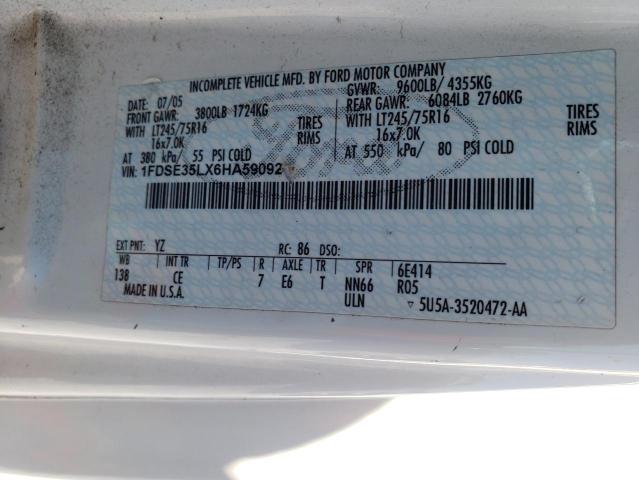 INCOMPLETE VEHICLE MFD. BY FORD MOTOR COMPANY
DATE: 07/05 GVWR: 9600LB/ 4355KG
FRONT GAWR: 3800LB 1724KG REAR GAWR: 6084LB 2760KG
WITH LT245/75R16 TIRES WITH LT245/75R16 TIRES
16x7.0K RIMS 16x7.0K RIMS
AT 380 kPa/ 55 PSI COLD AT 550 kPa/ 80 PSI COLD
VIN: 1FDSE35LX6HA59092
EXT PNT: YZ RC: 86 DSO:
WB INT TR TP/PS R AXLE TR SPR 6E414
138 CE 7 E6 T NN66 R05
MADE IN U.S.A. ULN ▽ 5U5A-3520472-AA